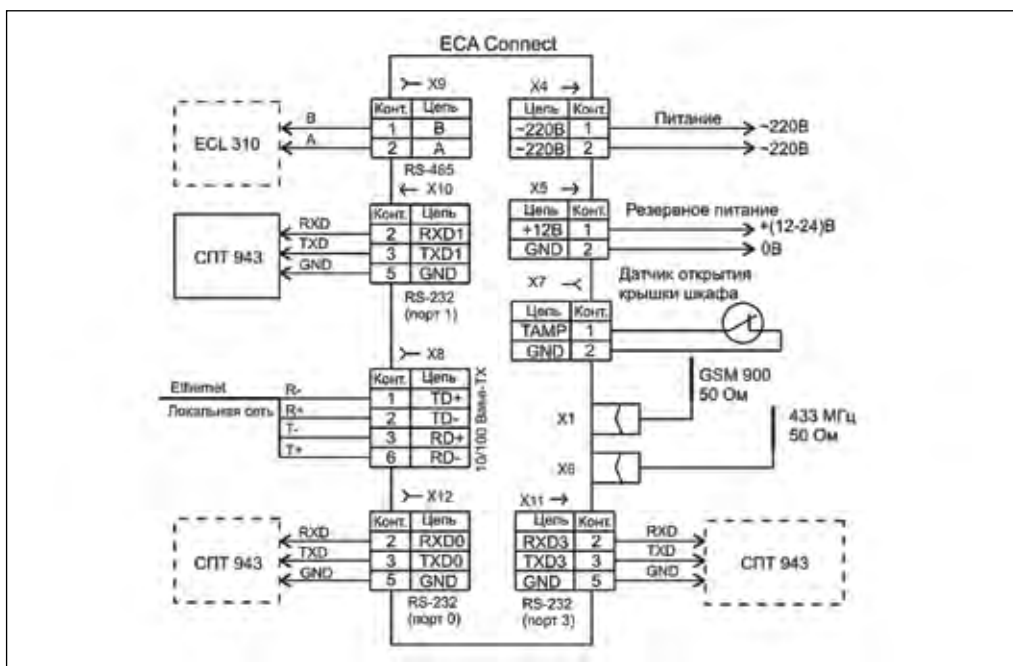 ECA Connect
X9
Конт. Цепь
B 1 B
A 2 A
ECL 310
RS-485
X10
Конт. Цепь
RXD 2 RXD1
TXD 3 TXD1
GND 5 GND
СПТ 943
RS-232
(порт 1)
X8
Конт. Цепь
Ethernet R- 1 TD+
Локальная сеть R+ 2 TD-
T- 3 RD+
T+ 6 RD-
10/100 Base-TX
X12
Конт. Цепь
RXD 2 RXD0
TXD 3 TXD0
GND 5 GND
СПТ 943
RS-232
(порт 0)
X4
Цепь Конт.
~220В 1 Питание ~220В
~220В 2 ~220В
X5
Цепь Конт. Резервное питание
+12В 1 +(12-24)В
GND 2 0В
X7
Датчик открытия
крышки шкафа
Цепь Конт.
TAMP 1
GND 2
GSM 900
50 Ом
X1
433 МГц
50 Ом
X6
X11
Цепь Конт.
RXD3 2 RXD
TXD3 3 TXD
GND 5 GND
СПТ 943
RS-232
(порт 3)